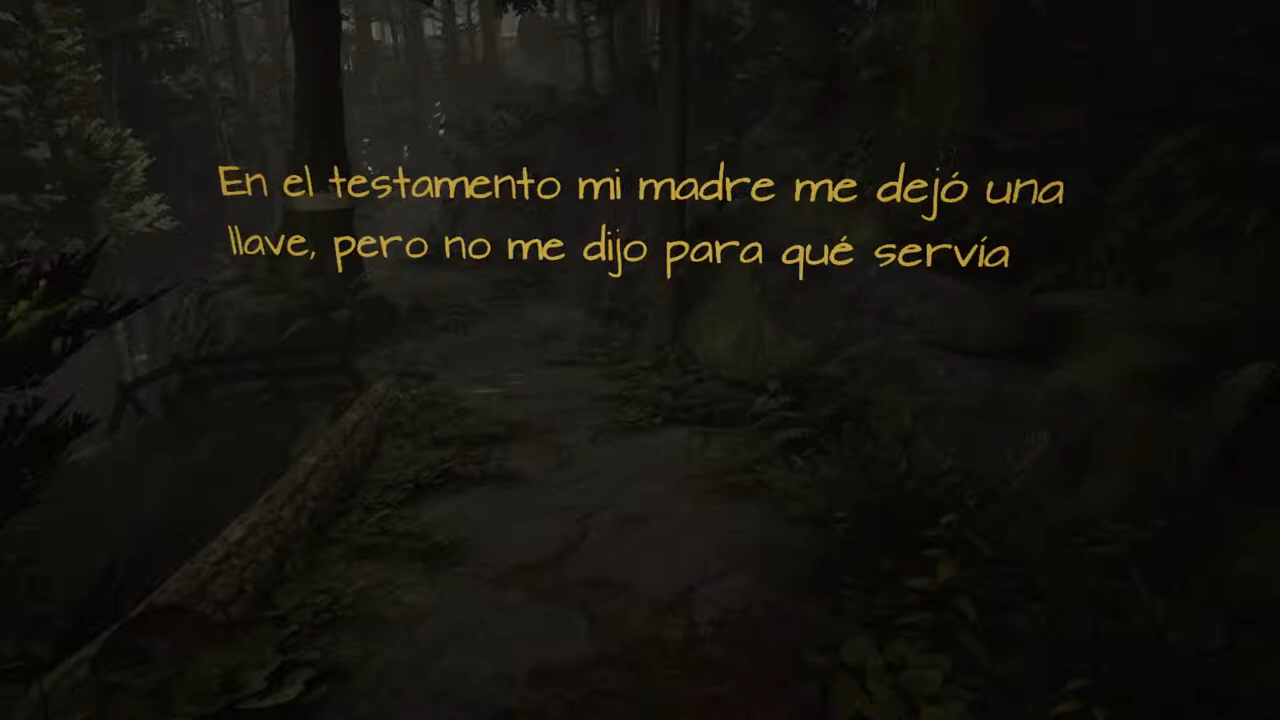 En el testamento mi madre me dejó una
llave, pero no me dijo para qué servía